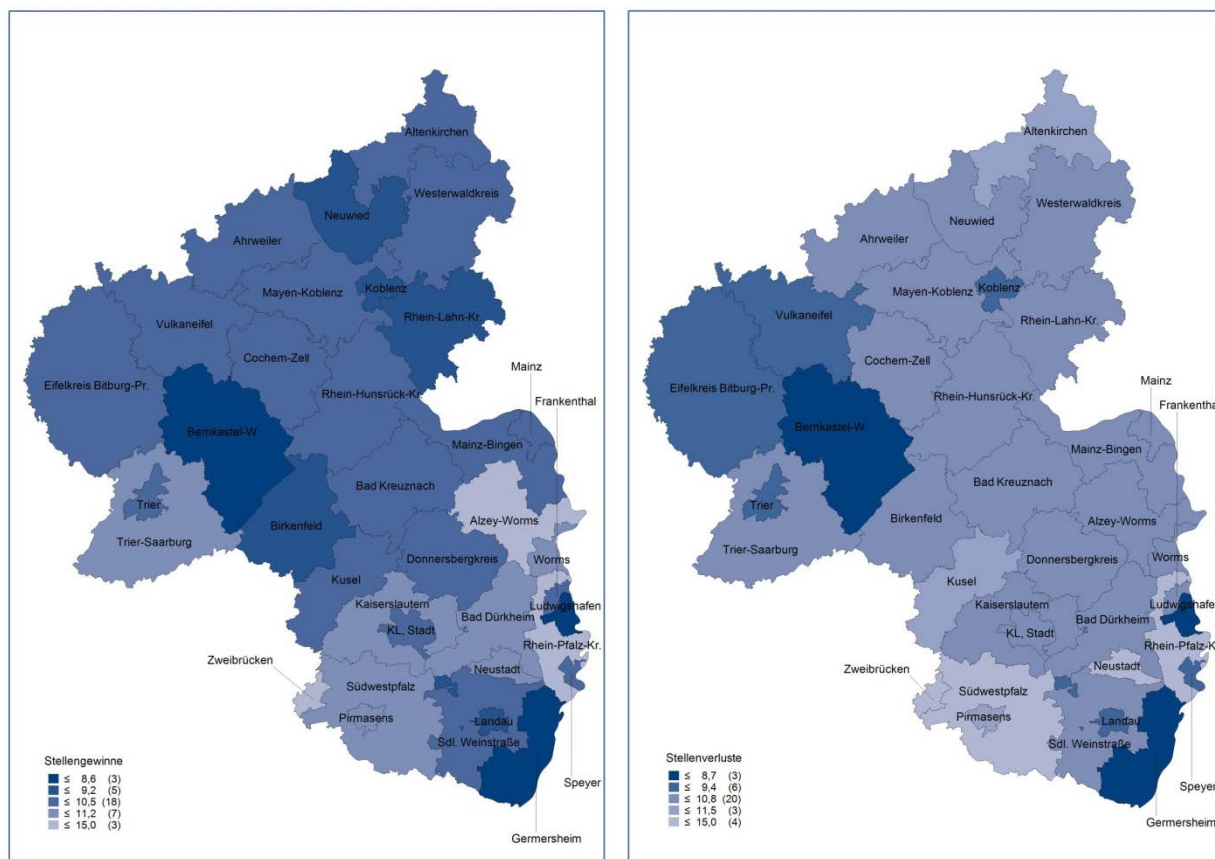 Altenkirchen
Westerwaldkreis
Neuwied
Ahrweiler
Mayen-Koblenz
Koblenz
Rhein-Lahn-Kr.
Vulkaneifel
Cochem-Zell
Eifelkreis Bitburg-Pr.
Rhein-Hunsrück-Kr.
Mainz
Frankenthal
Bernkastel-W.
Mainz-Bingen
Bad Kreuznach
Trier
Alzey-Worms
Birkenfeld
Trier-Saarburg
Donnersbergkreis
Worms
Kusel
Kaiserslautern
Ludwigshafen
Bad Dürkheim
KL, Stadt
Rhein-Pfalz-Kr.
Zweibrücken
Neustadt
Südwestpfalz
Pirmasens
Landau
Sdl. Weinstraße
Speyer
Germersheim
Stellengewinne
≤ 8,6 (3)
≤ 9,2 (5)
≤ 10,5 (18)
≤ 11,2 (7)
≤ 15,0 (3)
Altenkirchen
Westerwaldkreis
Neuwied
Ahrweiler
Mayen-Koblenz
Koblenz
Rhein-Lahn-Kr.
Vulkaneifel
Cochem-Zell
Eifelkreis Bitburg-Pr.
Rhein-Hunsrück-Kr.
Mainz
Frankenthal
Bernkastel-W.
Mainz-Bingen
Bad Kreuznach
Trier
Alzey-Worms
Birkenfeld
Trier-Saarburg
Donnersbergkreis
Worms
Kusel
Kaiserslautern
Ludwigshafen
Bad Dürkheim
KL, Stadt
Rhein-Pfalz-K
Zweibrücken
Neustadt
Südwestpfalz
Pirmasens
Landau
Sdl. Weinstraße
Speyer
Germersheim
Stellenverluste
≤ 8,7 (3)
≤ 9,4 (6)
≤ 10,8 (20)
≤ 11,5 (3)
≤ 15,0 (4)